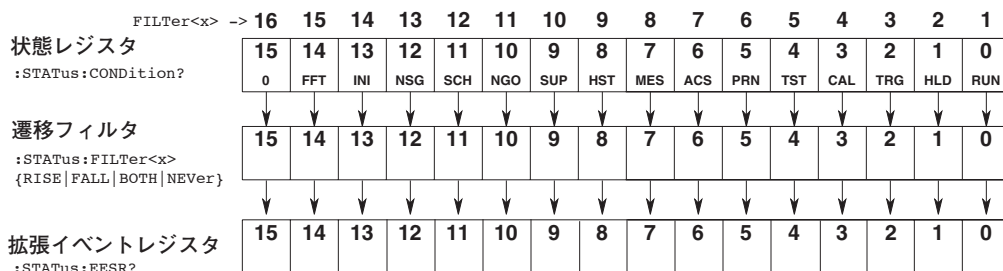 FILTer<x> -> 16 15 14 13 12 11 10 9 8 7 6 5 4 3 2 1
状態レジスタ
:STATus:CONDition?
15 14 13 12 11 10 9 8 7 6 5 4 3 2 1 0
0 FFT INI NSG SCH NGO SUP HST MES ACS PRN TST CAL TRG HLD RUN
遷移フィルタ
:STATus:FILTer<x>
{RISE|FALL|BOTH|NEVer}
15 14 13 12 11 10 9 8 7 6 5 4 3 2 1 0
拡張イベントレジスタ
:STATus:EESR?
15 14 13 12 11 10 9 8 7 6 5 4 3 2 1 0